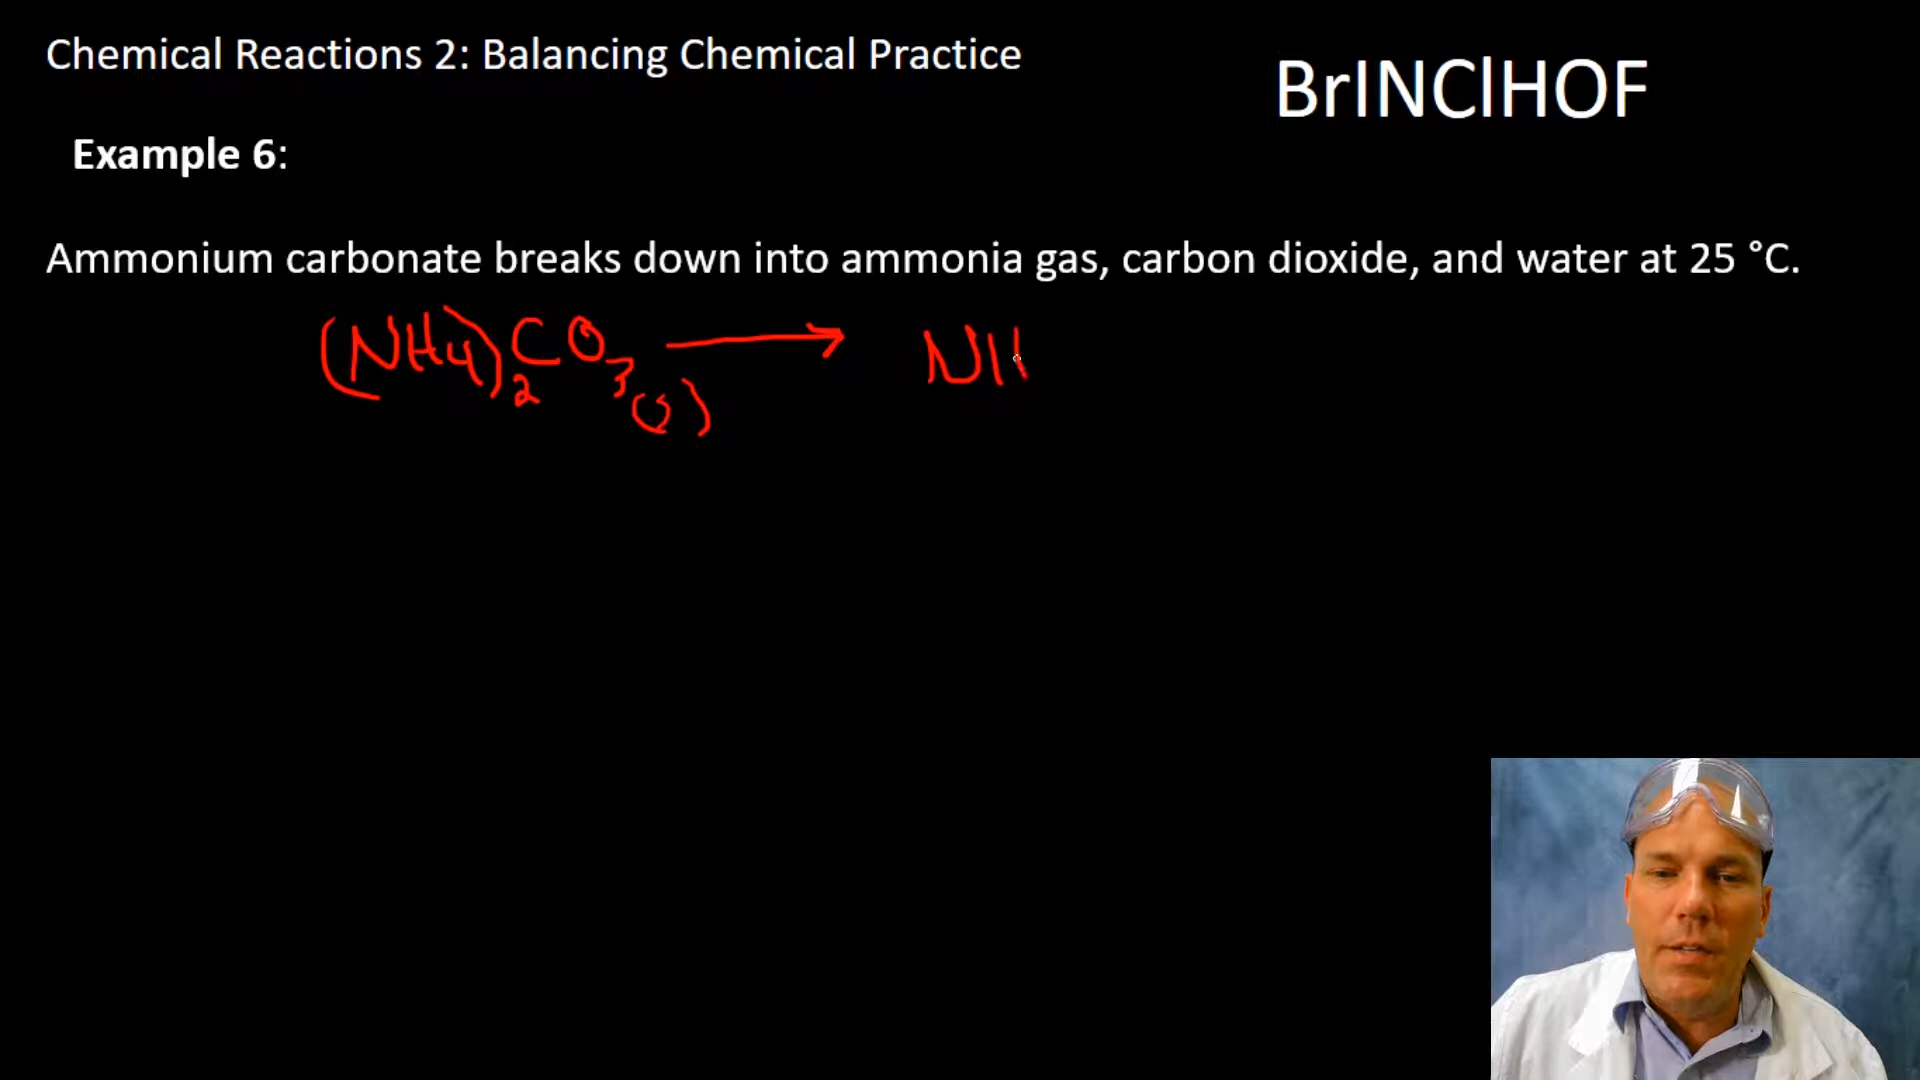 Chemical Reactions 2: Balancing Chemical Practice
BrINClHOF
Example 6:
Ammonium carbonate breaks down into ammonia gas, carbon dioxide, and water at 25 °C.
(NH4)2CO3(s) → NH